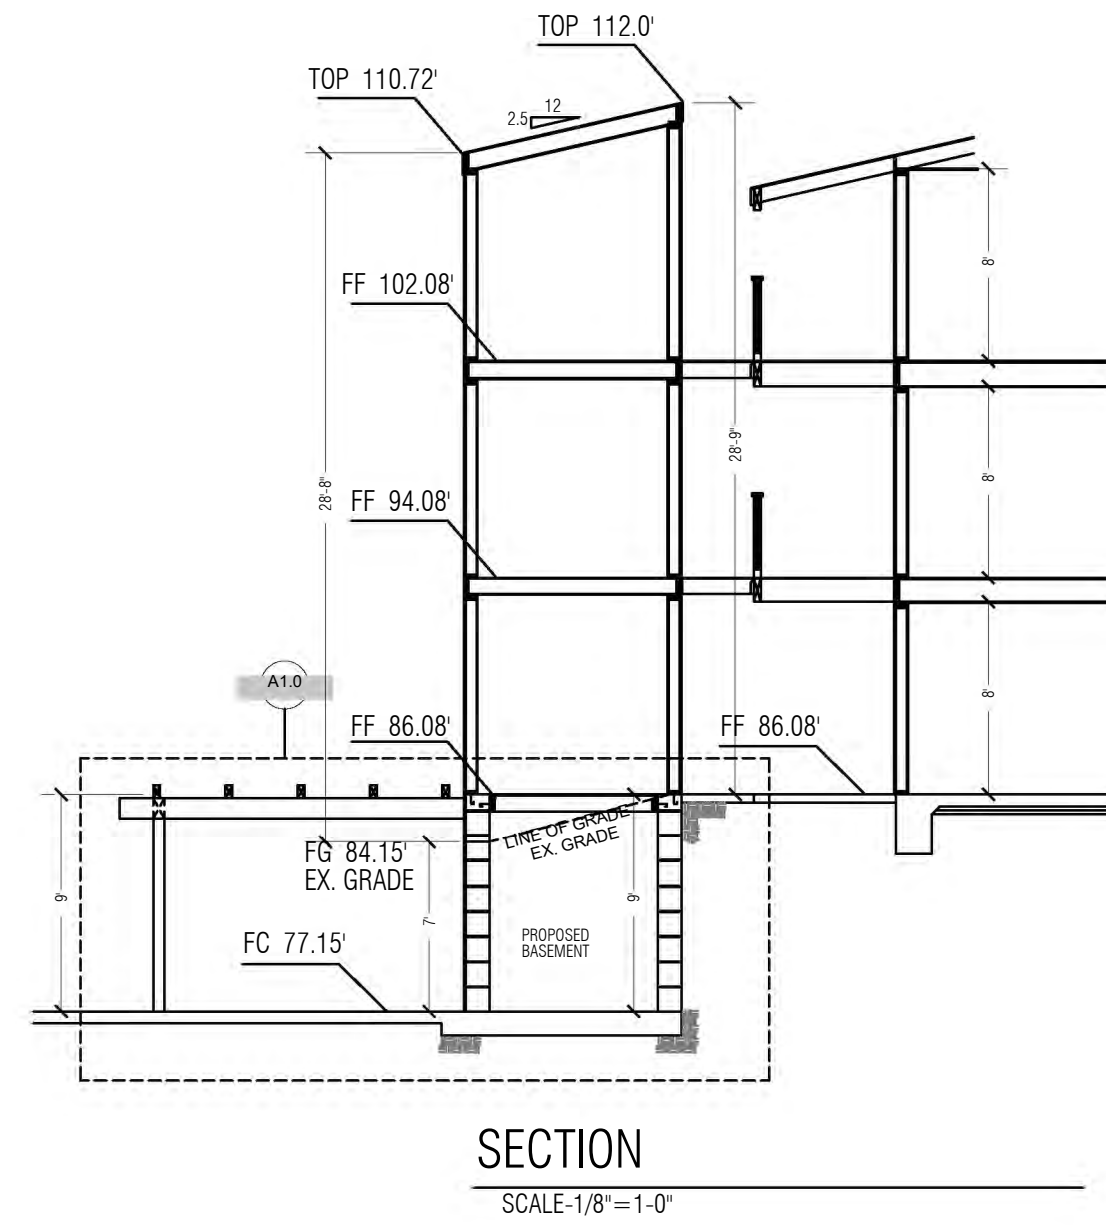 TOP 112.0'
TOP 110.72'
12
2.5
FF 102.08'
8'
28'-9"
28'-8"
FF 94.08'
8'
A1.0
FF 86.08'
FF 86.08'
8'
LINE OF GRADE
EX. GRADE
FG 84.15'
EX. GRADE
9'
7'
9'
PROPOSED
BASEMENT
FC 77.15'
SECTION
SCALE-1/8"=1-0"